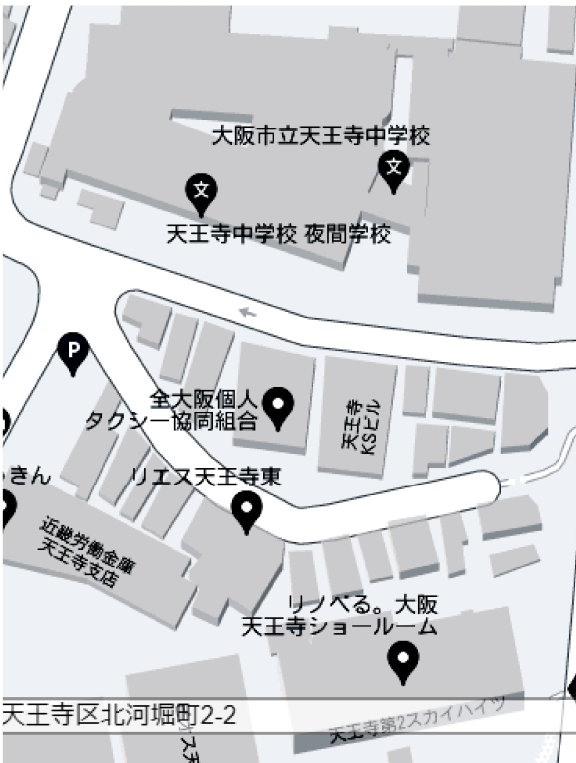 大阪市立天王寺中学校
文
文
天王寺中学校 夜間学校
P
全大阪個人
タクシー協同組合
天王寺
KSビル
きん
リエス天王寺東
近畿労働金庫
天王寺支店
リノベる。大阪
天王寺ショールーム
天王寺区北河堀町2-2
天王寺第2スカイハイツ